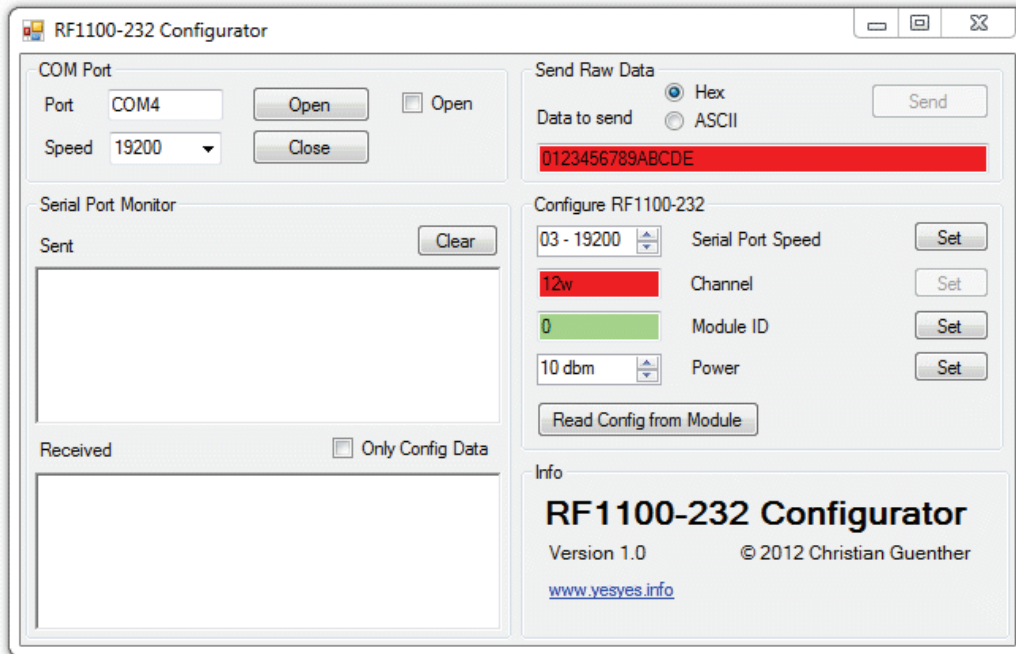 RF1100-232 Configurator
COM Port
Port COM4 Open Open
Speed 19200 Close
Send Raw Data
Hex
Data to send
ASCII
Send
0123456789ABCDE
Serial Port Monitor
Sent Clear
Received Only Config Data
Configure RF1100-232
03 - 19200 Serial Port Speed Set
12w Channel Set
0 Module ID Set
10 dbm Power Set
Read Config from Module
Info
RF1100-232 Configurator
Version 1.0 © 2012 Christian Guenther
www.yesyes.info